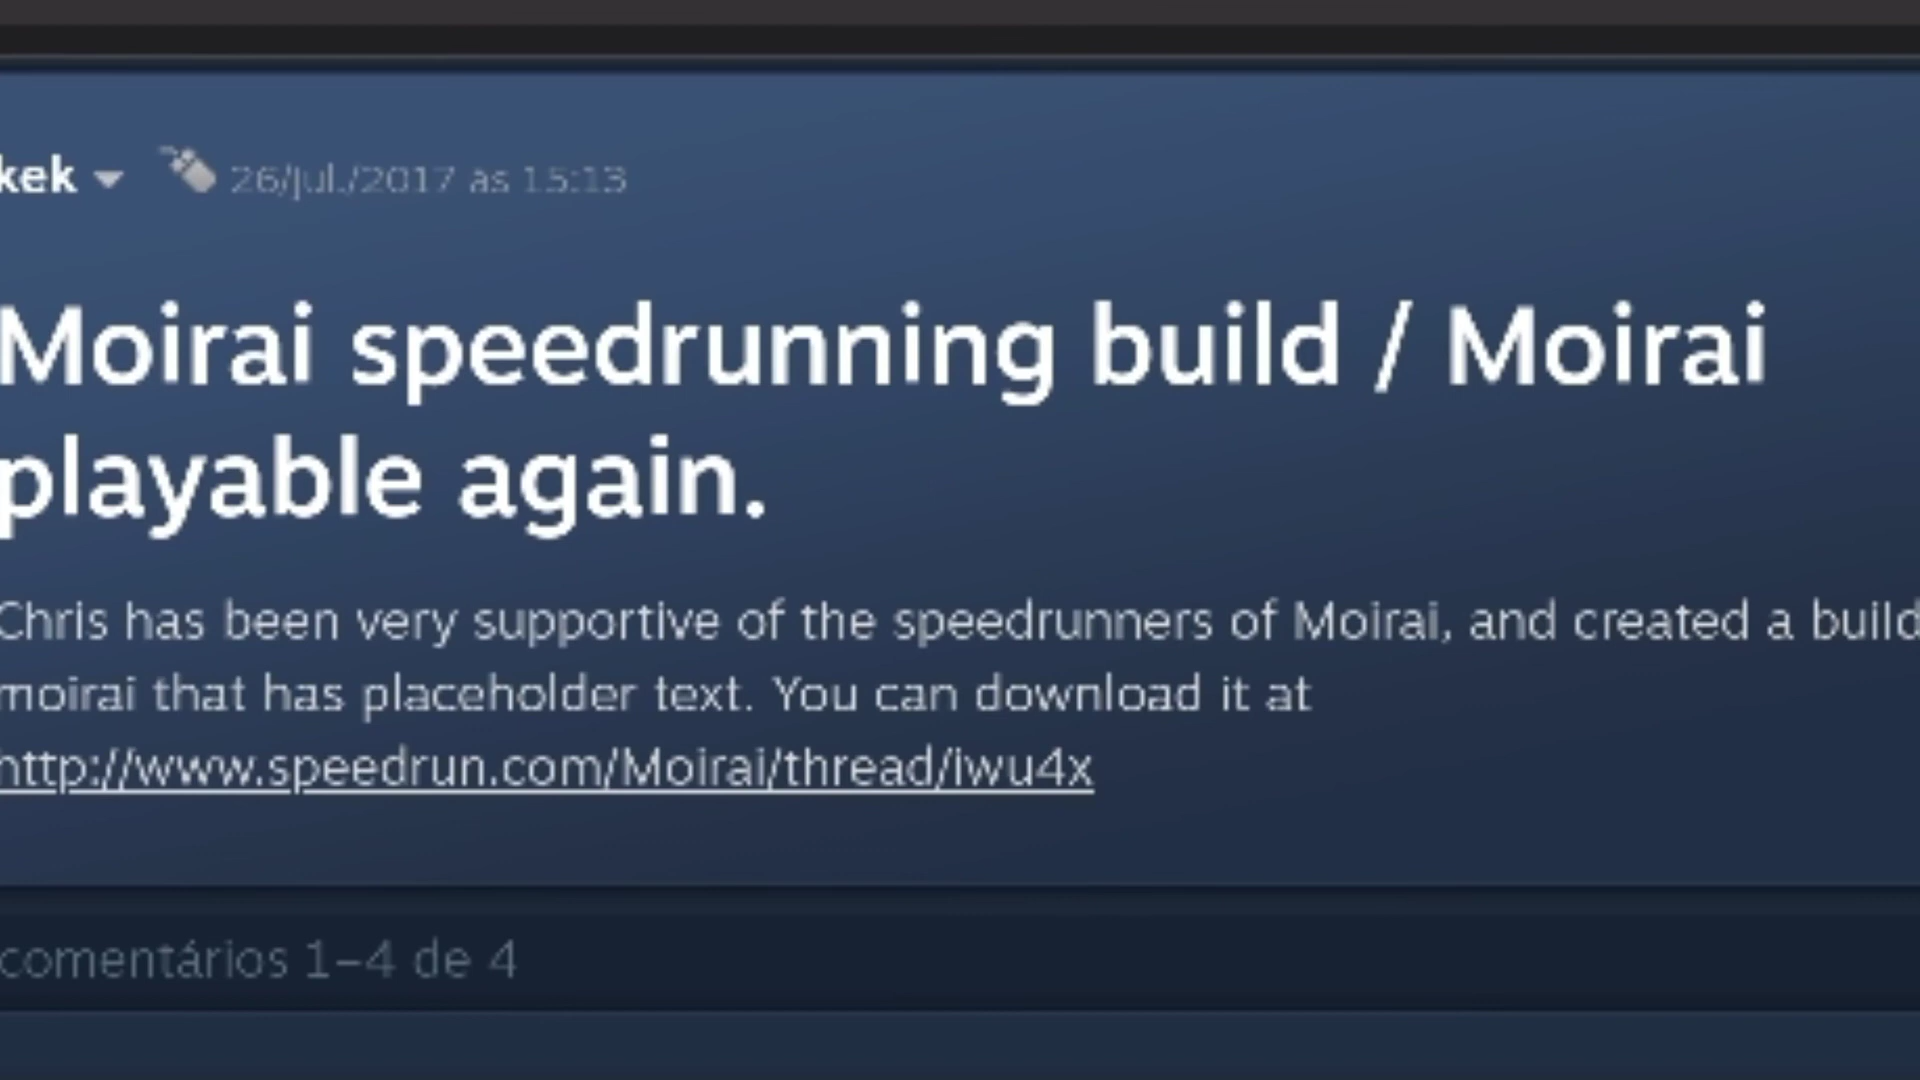 kek 26/jul./2017 às 15:13
Moirai speedrunning build / Moirai
playable again.
Chris has been very supportive of the speedrunners of Moirai, and created a build
moirai that has placeholder text. You can download it at
http://www.speedrun.com/Moirai/thread/iwu4x
comentários 1–4 de 4